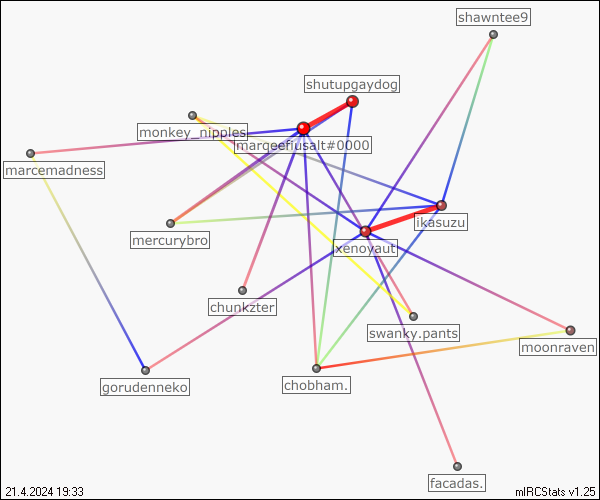 shawntee9
shutupgaydog
monkey_nipples
marqeefiusalt#0000
marcemadness
ikasuzu
mercurybro
xenoyaut
chunkzter
swanky.pants
moonraven
gorudenneko
chobham.
facadas.
21.4.2024 19:33
mIRCStats v1.25